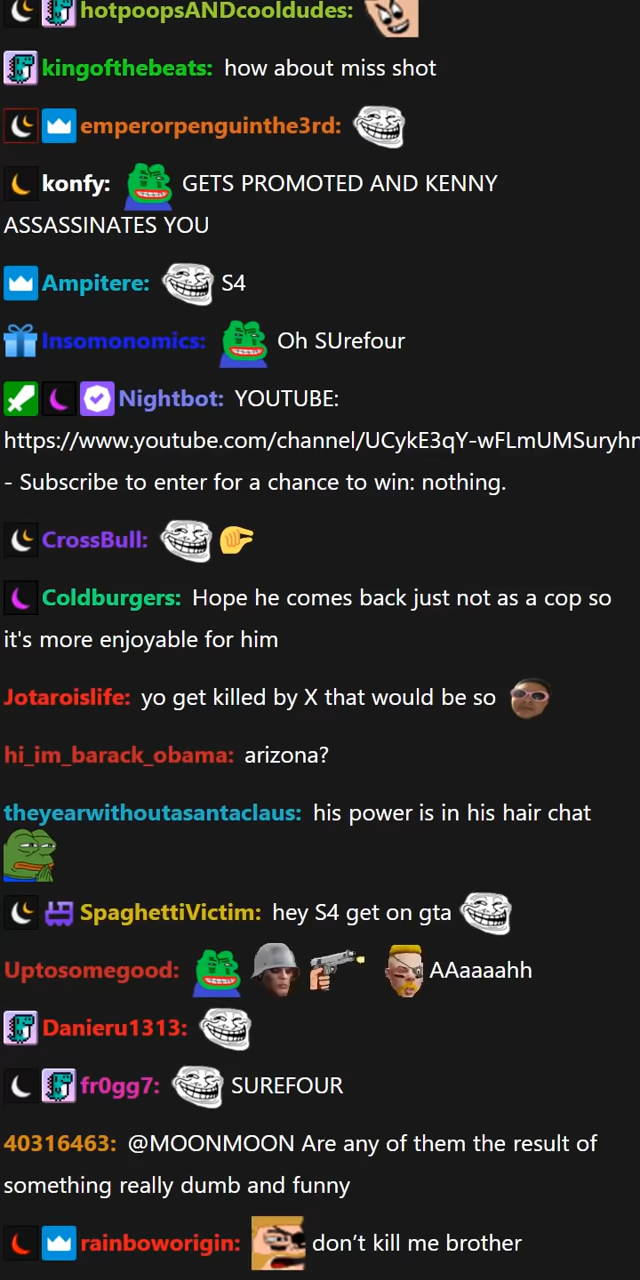 hotpoopsANDcooldudes:
kingofthebeats: how about miss shot
emperorpenguinthe3rd:
konfy: GETS PROMOTED AND KENNY
ASSASSINATES YOU
Ampitere: S4
Insomonomics: Oh SUrefour
Nightbot: YOUTUBE:
https://www.youtube.com/channel/UCykE3qY-wFLmUMSuryhn
- Subscribe to enter for a chance to win: nothing.
CrossBull:
Coldburgers: Hope he comes back just not as a cop so
it's more enjoyable for him
Jotaroislife: yo get killed by X that would be so
hi_im_barack_obama: arizona?
theyearwithoutasantaclaus: his power is in his hair chat
SpaghettiVictim: hey S4 get on gta
Uptosomegood: AAaaaahh
Danieru1313:
fr0gg7: SUREFOUR
40316463: @MOONMOON Are any of them the result of
something really dumb and funny
rainboworigin: don't kill me brother